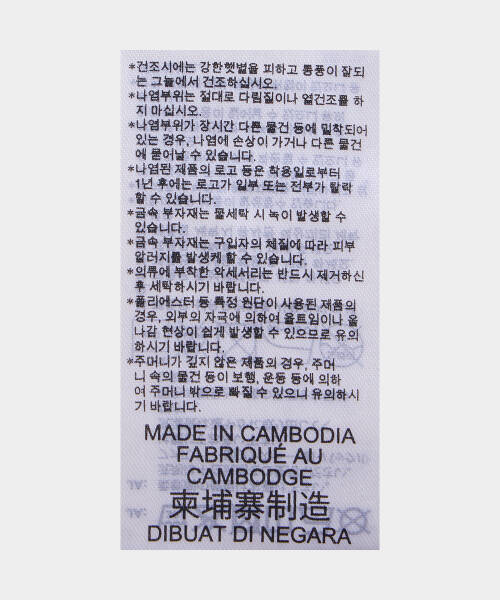 *건조시에는 강한햇볕을 피하고 통풍이 잘되
는 그늘에서 건조하십시오.
*나염부위는 절대로 다림질이나 열건조를 하
지 마십시오.
*나염부위가 장시간 다른 물건 등에 밀착되어
있는 경우, 나염에 손상이 가거나 다른 물건
에 묻어날 수 있습니다.
*나염된 제품의 로고 등은 착용일로부터
1년 후에는 로고가 일부 또는 전부가 탈락
할 수 있습니다.
*금속 부자재는 물세탁 시 녹이 발생할 수
있습니다.
*금속 부자재는 구입자의 체질에 따라 피부
알러지를 발생케 할 수 있습니다.
*의류에 부착한 악세서리는 반드시 제거하신
후 세탁하시기 바랍니다.
*폴리에스터 등 특정 원단이 사용된 제품의
경우, 외부의 자극에 의하여 올트임이나 올
나감 현상이 쉽게 발생할 수 있으므로 유의
하시기 바랍니다.
*주머니가 깊지 않은 제품의 경우, 주머
니 속의 물건 등이 보행, 운동 등에 의하
여 주머니 밖으로 빠질 수 있으니 유의하시
기 바랍니다.
MADE IN CAMBODIA
FABRIQUÉ AU
CAMBODGE
柬埔寨制造
DIBUAT DI NEGARA